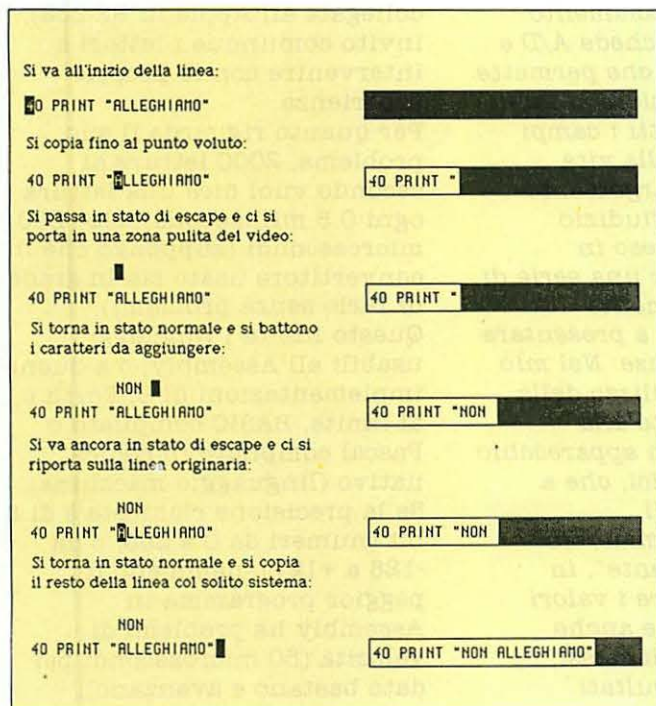 Si va all'inizio della linea:
40 PRINT "ALLEGHIAMO"
Si copia fino al punto voluto:
40 PRINT "ALLEGHIAMO"
40 PRINT "
Si passa in stato di escape e ci si
porta in una zona pulita del video:
40 PRINT "ALLEGHIAMO"
40 PRINT "
Si torna in stato normale e si battono
i caratteri da aggiungere:
NON
40 PRINT "ALLEGHIAMO"
40 PRINT "NON
Si va ancora in stato di escape e ci si
riporta sulla linea originaria:
NON
40 PRINT "ALLEGHIAMO"
40 PRINT "NON
Si torna in stato normale e si copia
il resto della linea col solito sistema:
NON
40 PRINT "ALLEGHIAMO"
40 PRINT "NON ALLEGHIAMO"